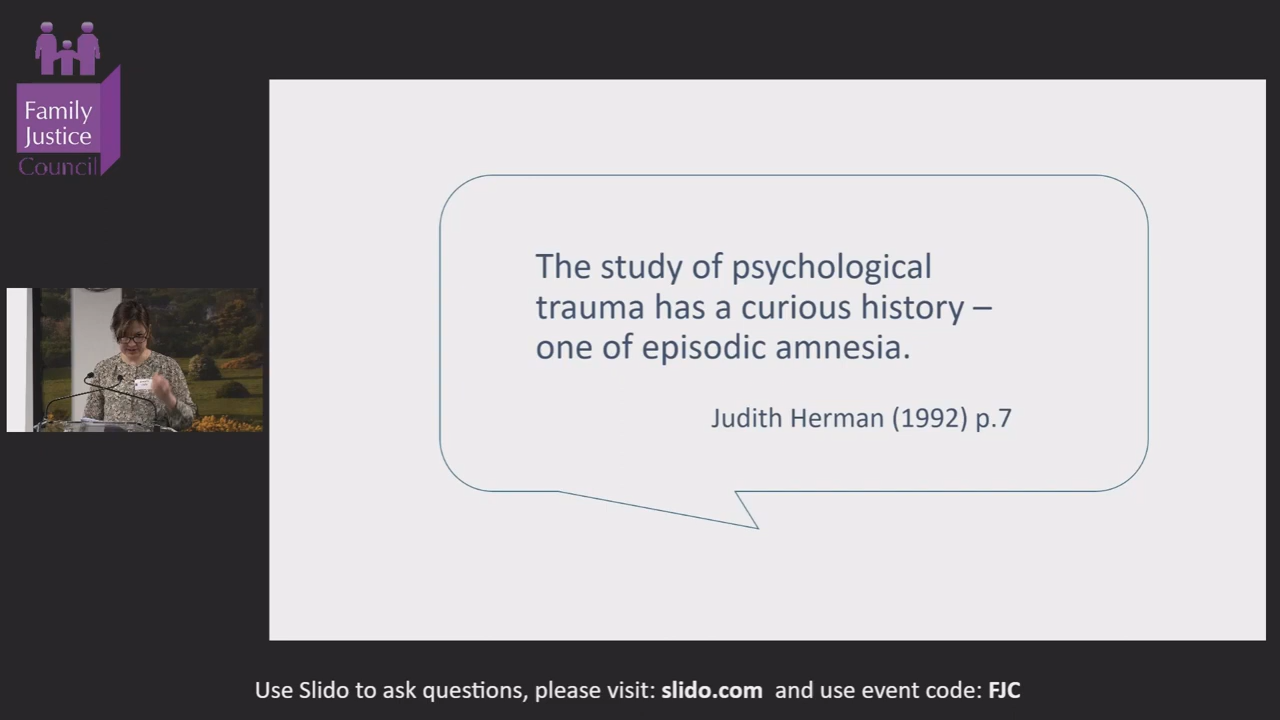 Family
Justice
Council
The study of psychological
trauma has a curious history –
one of episodic amnesia.
Judith Herman (1992) p.7
Use Slido to ask questions, please visit: slido.com and use event code: FJC